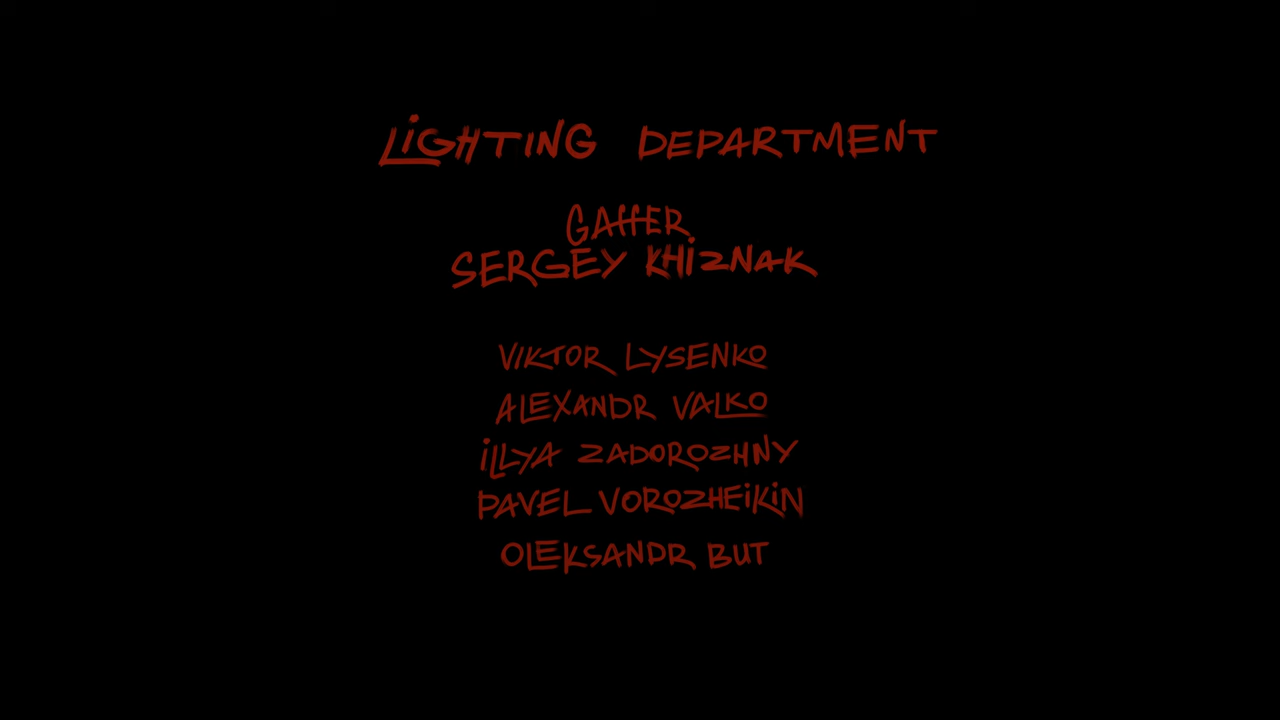 LiGHTING DEPARTMENT
GAffER
SERGEY KHiZNAK
VIKTOR LYSENKO
ALEXANDR VALKO
iLLYA ZADOROZHNY
PAVEL VOROZHEiKiN
OLEKSANDR BUT